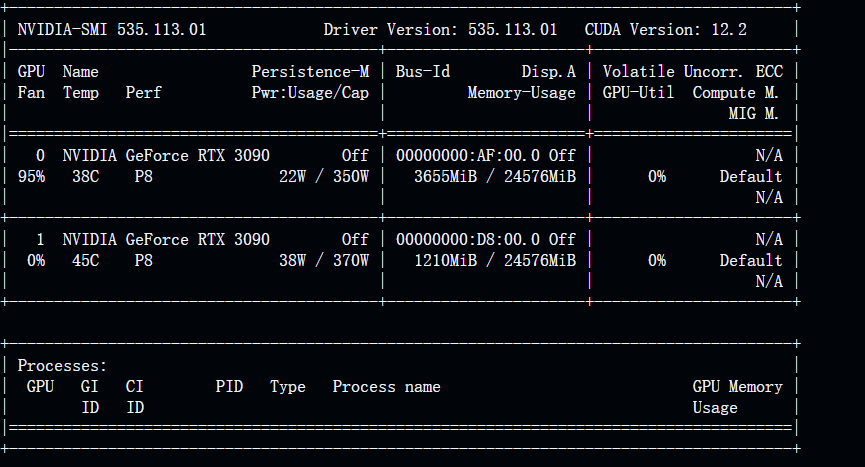 NVIDIA-SMI 535.113.01 Driver Version: 535.113.01 CUDA Version: 12.2
GPU Name Persistence-M | Bus-Id Disp.A | Volatile Uncorr. ECC
Fan Temp Perf Pwr:Usage/Cap | Memory-Usage | GPU-Util Compute M.
MIG M.
0 NVIDIA GeForce RTX 3090 Off | 00000000:AF:00.0 Off | N/A
95% 38C P8 22W / 350W | 3655MiB / 24576MiB | 0% Default
N/A
1 NVIDIA GeForce RTX 3090 Off | 00000000:D8:00.0 Off | N/A
0% 45C P8 38W / 370W | 1210MiB / 24576MiB | 0% Default
N/A
Processes:
GPU GI CI PID Type Process name GPU Memory
ID ID Usage